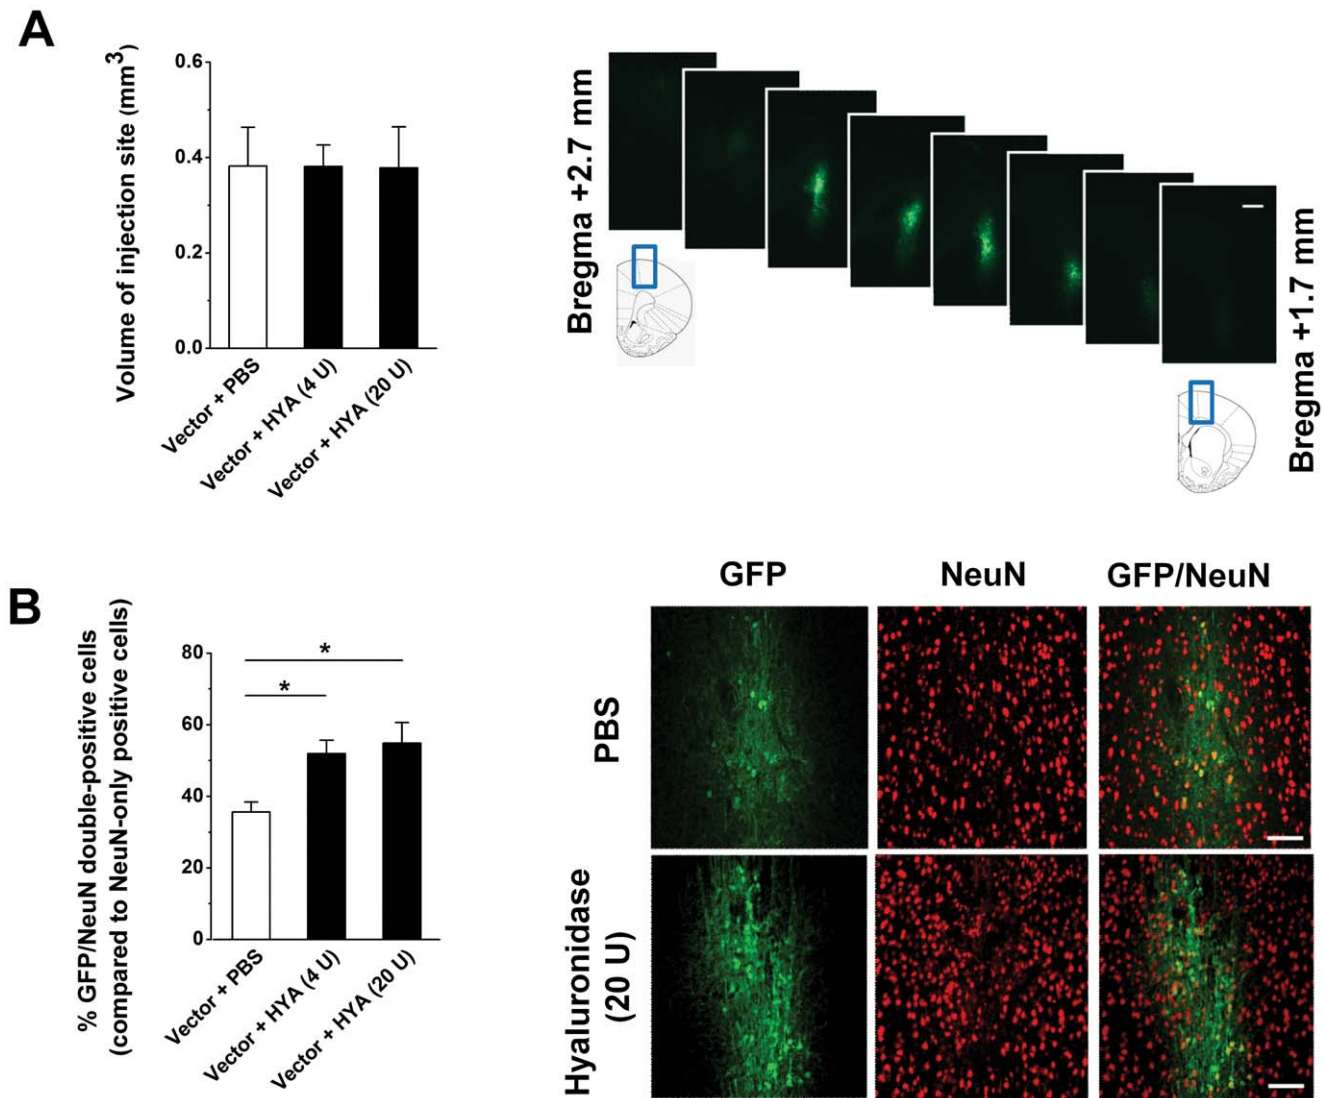 A
Volume of injection site (mm3)
0.6
0.4
0.2
0.0
Vector + PBS
Vector + HYA (4 U)
Vector + HYA (20 U)
Bregma +2.7 mm
Bregma +1.7 mm
B
% GFP/NeuN double-positive cells
(compared to NeuN-only positive cells)
80
60
40
20
0
*
*
Vector + PBS
Vector + HYA (4 U)
Vector + HYA (20 U)
GFP
NeuN
GFP/NeuN
PBS
Hyaluronidase
(20 U)